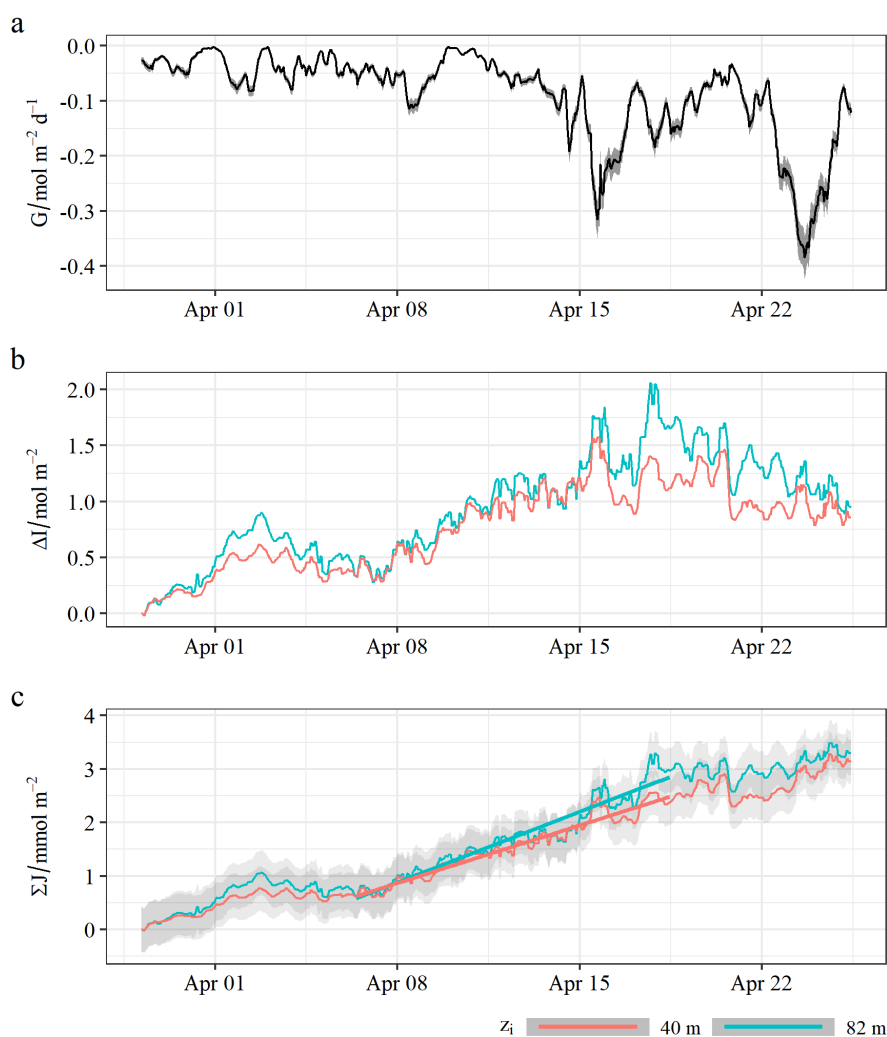 a
G/mol m⁻² d⁻¹
0.0
-0.1
-0.2
-0.3
-0.4
Apr 01 Apr 08 Apr 15 Apr 22
b
ΔI/mol m⁻²
2.0
1.5
1.0
0.5
0.0
Apr 01 Apr 08 Apr 15 Apr 22
c
ΣJ/mmol m⁻²
4
3
2
1
0
Apr 01 Apr 08 Apr 15 Apr 22
zᵢ 40 m 82 m